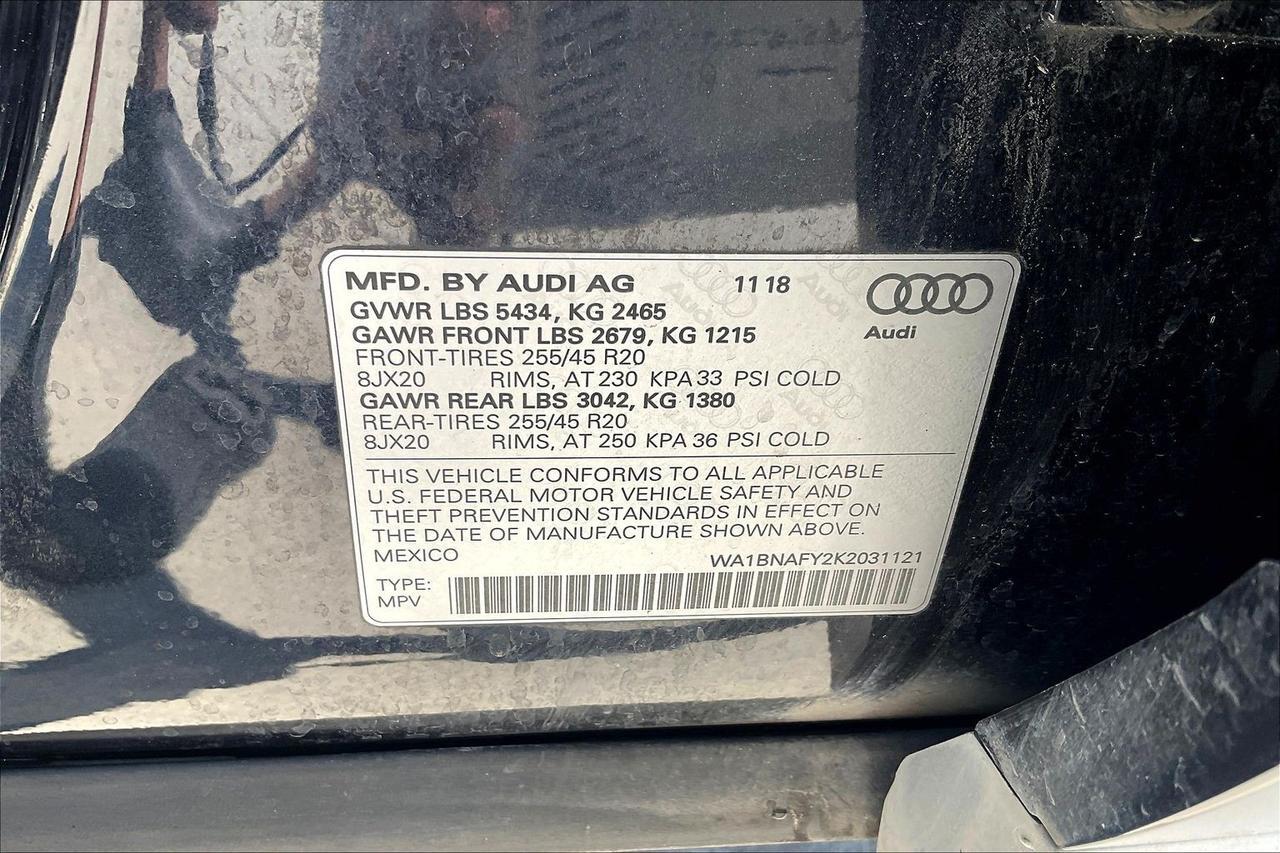 MFD. BY AUDI AG 1118
Audi
GVWR LBS 5434, KG 2465
GAWR FRONT LBS 2679, KG 1215
FRONT-TIRES 255/45 R20
8JX20 RIMS, AT 230 KPA 33 PSI COLD
GAWR REAR LBS 3042, KG 1380
REAR-TIRES 255/45 R20
8JX20 RIMS, AT 250 KPA 36 PSI COLD
THIS VEHICLE CONFORMS TO ALL APPLICABLE
U.S. FEDERAL MOTOR VEHICLE SAFETY AND
THEFT PREVENTION STANDARDS IN EFFECT ON
THE DATE OF MANUFACTURE SHOWN ABOVE.
MEXICO WA1BNAFY2K2031121
TYPE:
MPV